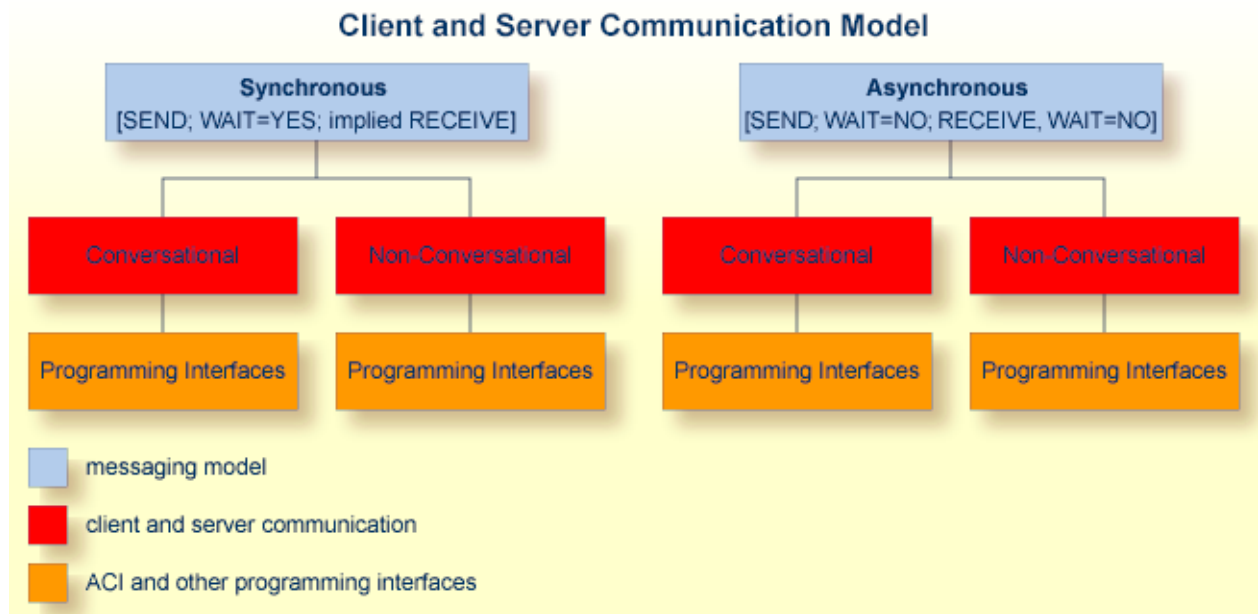 Client and Server Communication Model
Synchronous
[SEND; WAIT=YES; implied RECEIVE]
Asynchronous
[SEND; WAIT=NO; RECEIVE, WAIT=NO]
Conversational
Non-Conversational
Conversational
Non-Conversational
Programming Interfaces
Programming Interfaces
Programming Interfaces
Programming Interfaces
messaging model
client and server communication
ACI and other programming interfaces